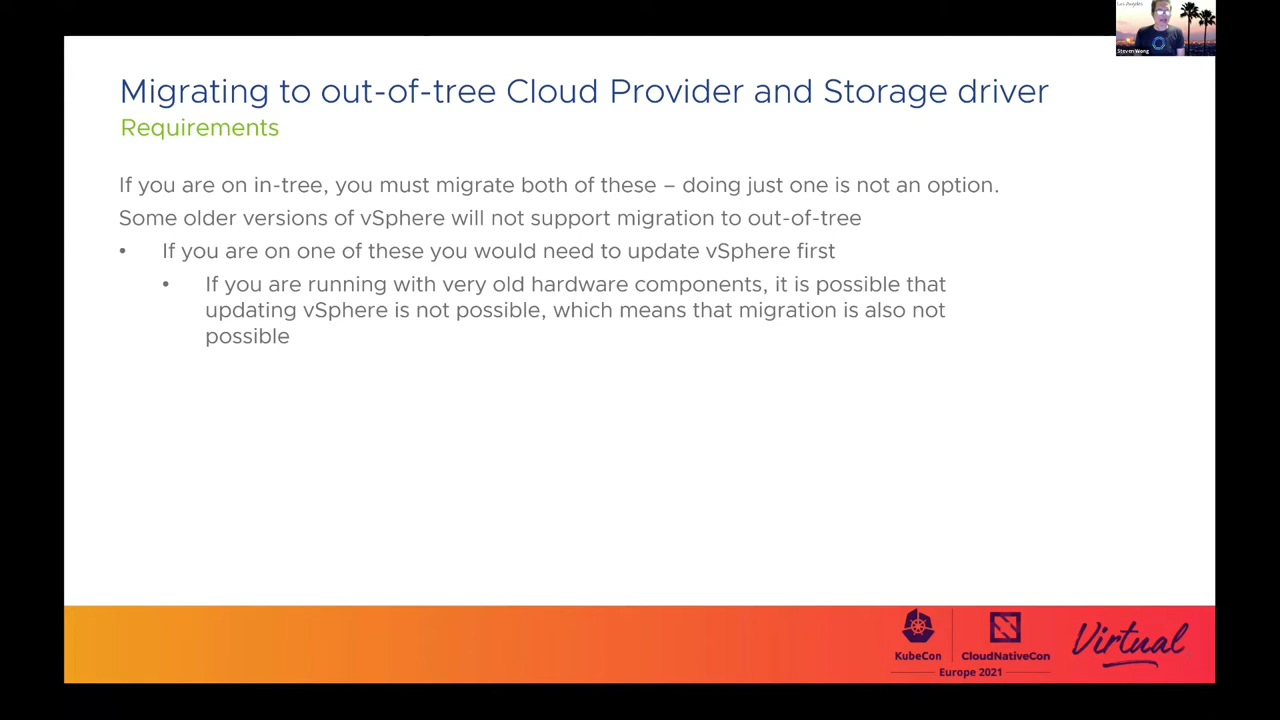 Los Angeles
Steven Wong
Migrating to out-of-tree Cloud Provider and Storage driver
Requirements
If you are on in-tree, you must migrate both of these – doing just one is not an option.
Some older versions of vSphere will not support migration to out-of-tree
• If you are on one of these you would need to update vSphere first
• If you are running with very old hardware components, it is possible that
updating vSphere is not possible, which means that migration is also not
possible
KubeCon
CloudNativeCon
Europe 2021
Virtual